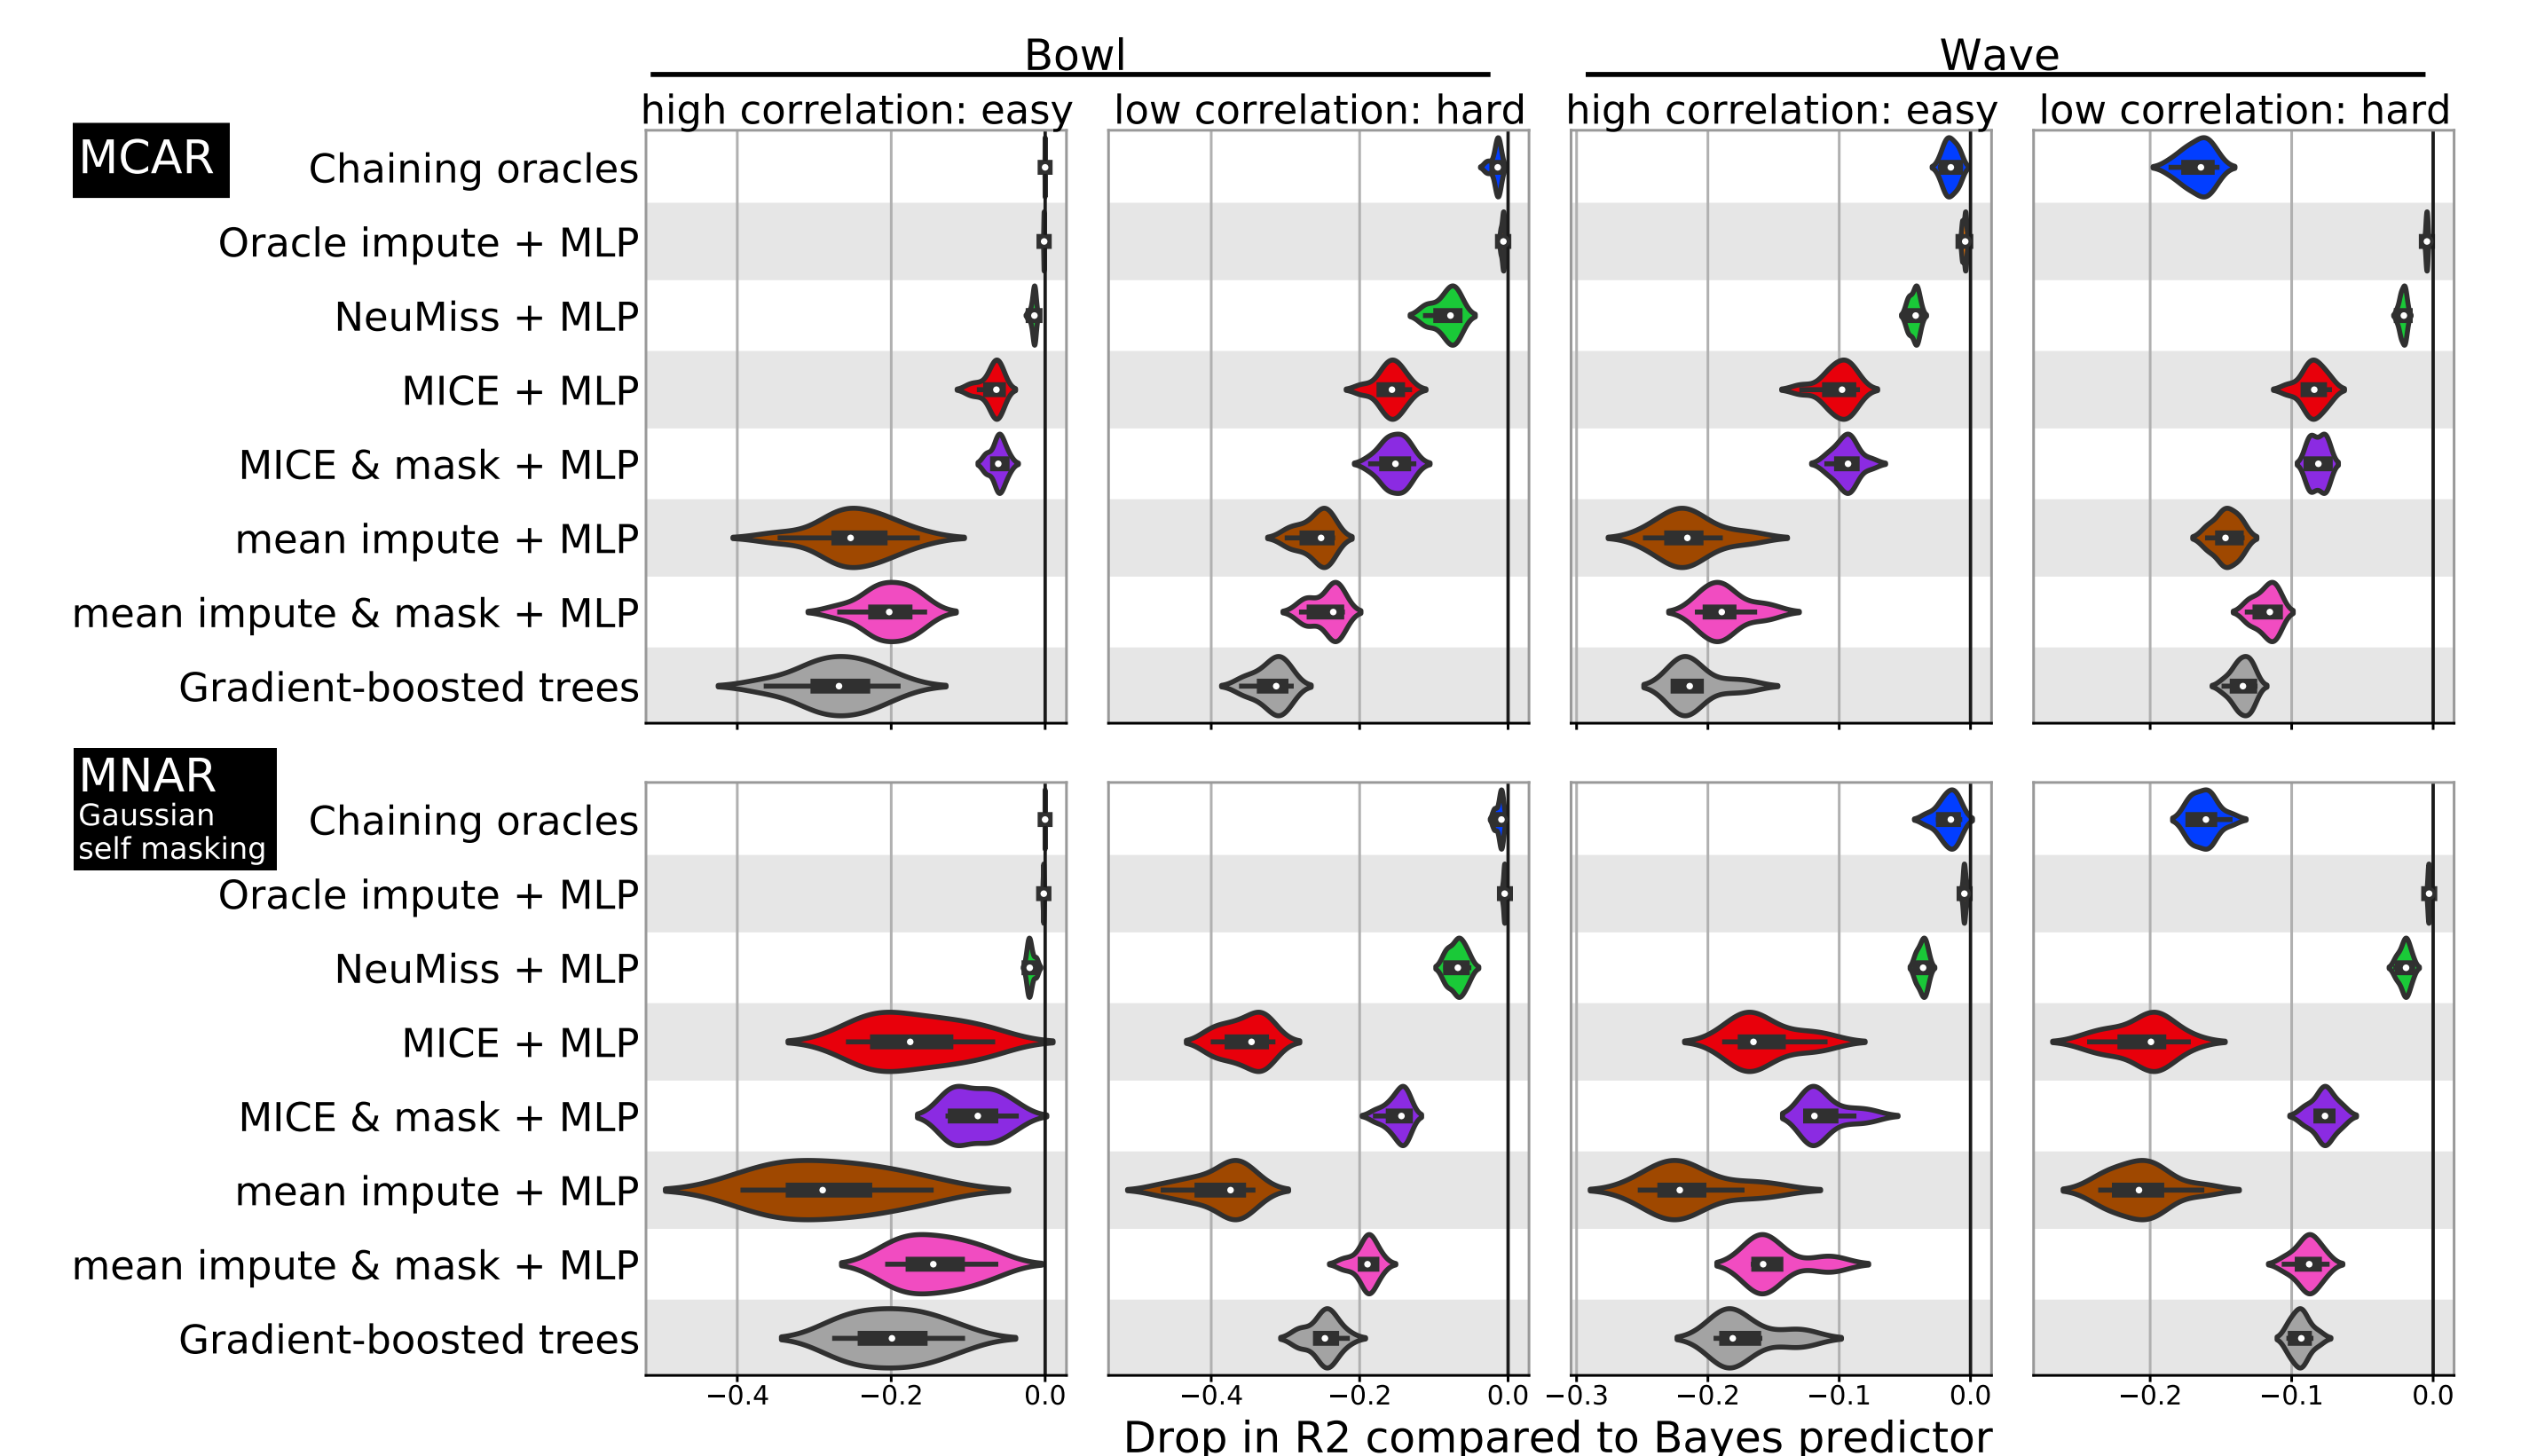 Bowl Wave
high correlation: easy low correlation: hard high correlation: easy low correlation: hard
MCAR
Chaining oracles
Oracle impute + MLP
NeuMiss + MLP
MICE + MLP
MICE & mask + MLP
mean impute + MLP
mean impute & mask + MLP
Gradient-boosted trees
MNAR
Gaussian
self masking
Chaining oracles
Oracle impute + MLP
NeuMiss + MLP
MICE + MLP
MICE & mask + MLP
mean impute + MLP
mean impute & mask + MLP
Gradient-boosted trees
−0.4 −0.2 0.0 −0.4 −0.2 0.0 −0.3 −0.2 −0.1 0.0 −0.2 −0.1 0.0
Drop in R2 compared to Bayes predictor